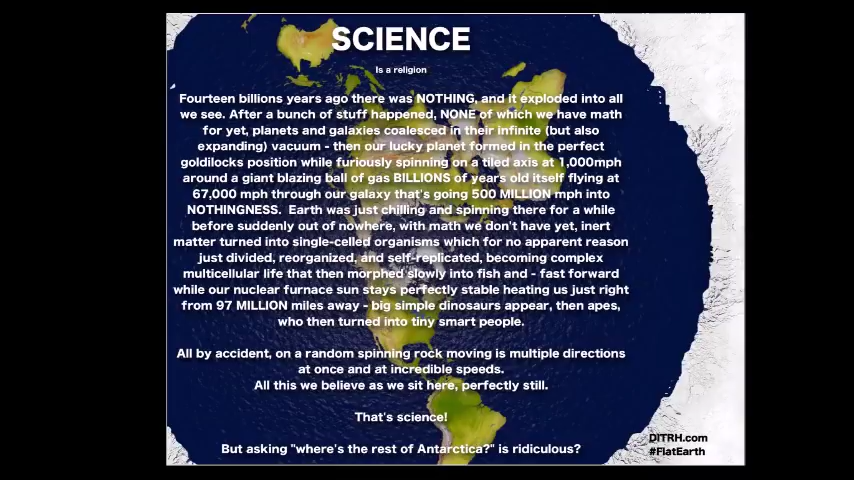 SCIENCE
Is a religion
Fourteen billions years ago there was NOTHING, and it exploded into all
we see. After a bunch of stuff happened, NONE of which we have math
for yet, planets and galaxies coalesced in their infinite (but also
expanding) vacuum - then our lucky planet formed in the perfect
goldilocks position while furiously spinning on a tiled axis at 1,000mph
around a giant blazing ball of gas BILLIONS of years old itself flying at
67,000 mph through our galaxy that's going 500 MILLION mph into
NOTHINGNESS. Earth was just chilling and spinning there for a while
before suddenly out of nowhere, with math we don't have yet, inert
matter turned into single-celled organisms which for no apparent reason
just divided, reorganized, and self-replicated, becoming complex
multicellular life that then morphed slowly into fish and - fast forward
while our nuclear furnace sun stays perfectly stable heating us just right
from 97 MILLION miles away - big simple dinosaurs appear, then apes,
who then turned into tiny smart people.
All by accident, on a random spinning rock moving is multiple directions
at once and at incredible speeds.
All this we believe as we sit here, perfectly still.
That's science!
But asking "where's the rest of Antarctica?" is ridiculous?
DITRH.com
#FlatEarth